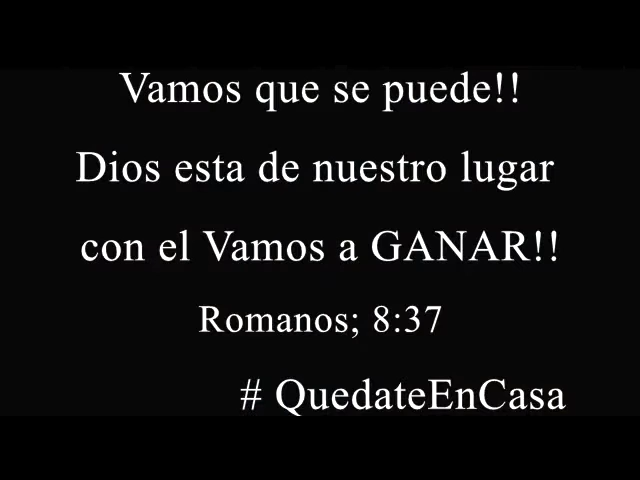 Vamos que se puede!!
Dios esta de nuestro lugar
con el Vamos a GANAR!!
Romanos; 8:37
# QuedateEnCasa